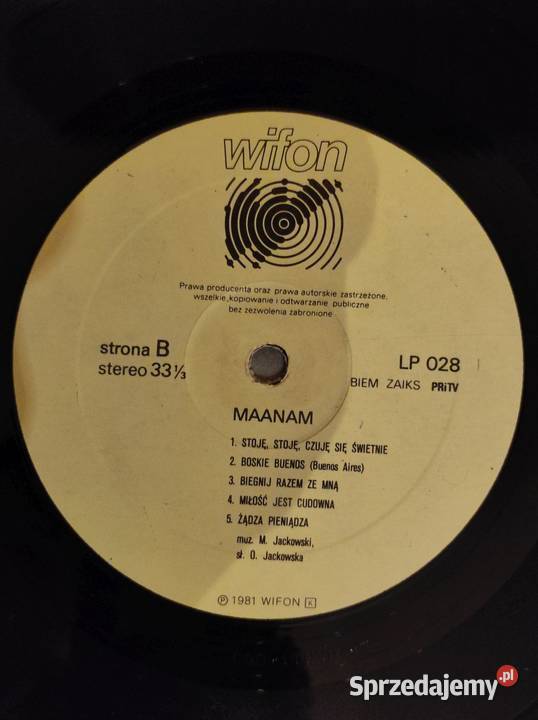 wifon
Prawa producenta oraz prawa autorskie zastrzeżone,
wszelkie, kopiowanie i odtwarzanie publiczne
bez zezwolenia zabronione
strona B
stereo 33 1/3
LP 028
BIEM ZAIKS PRiTV
MAANAM
1. STOJĘ, STOJĘ, CZUJĘ SIĘ ŚWIETNIE
2. BOSKIE BUENOS (Buenos Aires)
3. BIEGNIJ RAZEM ZE MNĄ
4. MIŁOŚĆ JEST CUDOWNA
5. ŻĄDZA PIENIĄDZA
muz. M. Jackowski,
sł. O. Jackowska
℗ 1981 WIFON K
Sprzedajemy.pl